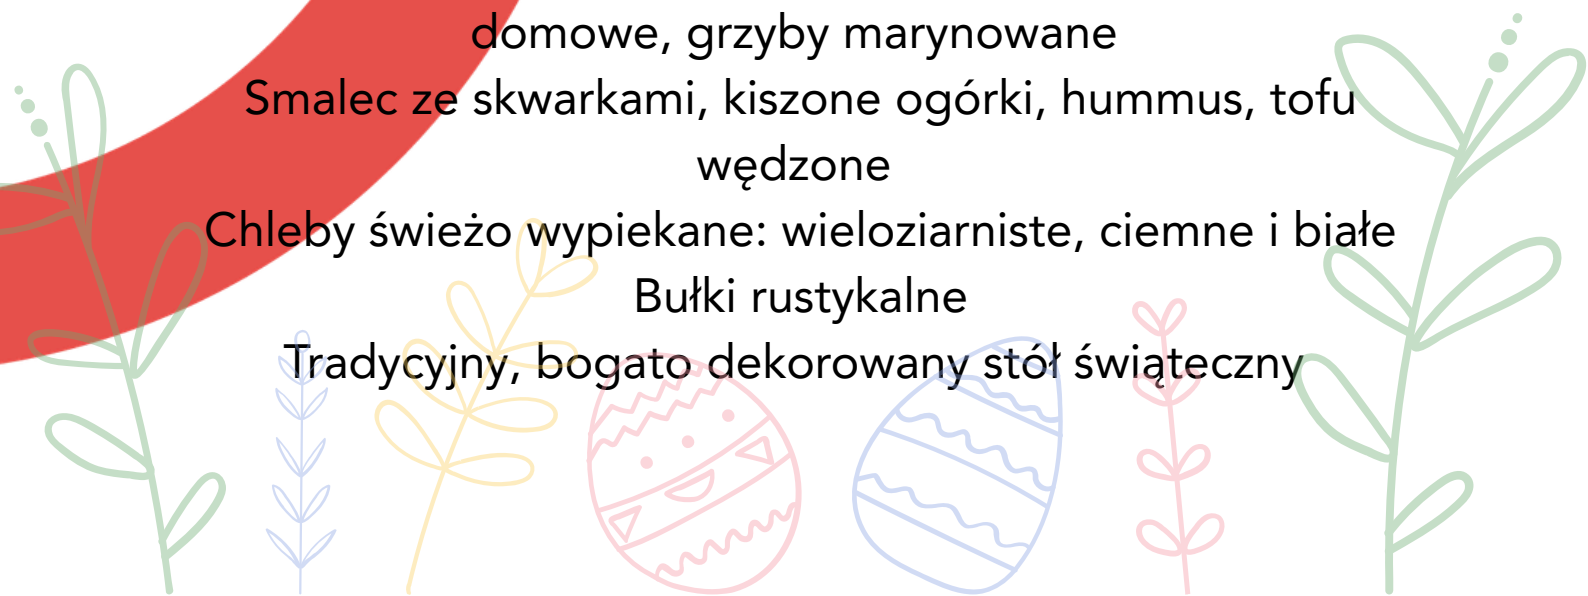 domowe, grzyby marynowane
Smalec ze skwarkami, kiszone ogórki, hummus, tofu
wędzone
Chleby świeżo wypiekane: wieloziarniste, ciemne i białe
Bułki rustykalne
Tradycyjny, bogato dekorowany stół świąteczny